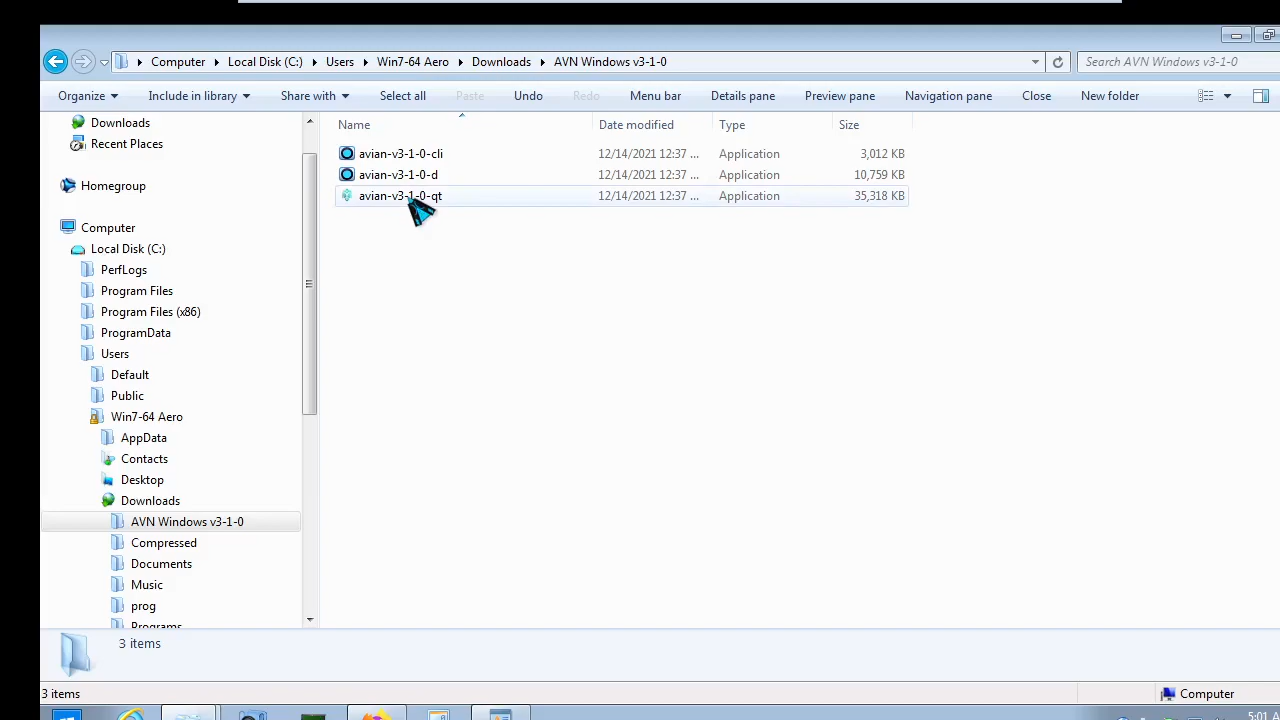 Computer Local Disk (C:) Users Win7-64 Aero Downloads AVN Windows v3-1-0 Search AVN Windows v3-1-0
Organize Include in library Share with Select all Paste Undo Redo Menu bar Details pane Preview pane Navigation pane Close New folder
Downloads
Recent Places
Homegroup
Computer
Local Disk (C:)
PerfLogs
Program Files
Program Files (x86)
ProgramData
Users
Default
Public
Win7-64 Aero
AppData
Contacts
Desktop
Downloads
AVN Windows v3-1-0
Compressed
Documents
Music
prog
Programs
Name Date modified Type Size
avian-v3-1-0-cli 12/14/2021 12:37 ... Application 3,012 KB
avian-v3-1-0-d 12/14/2021 12:37 ... Application 10,759 KB
avian-v3-1-0-qt 12/14/2021 12:37 ... Application 35,318 KB
3 items
3 items Computer
5:01 A